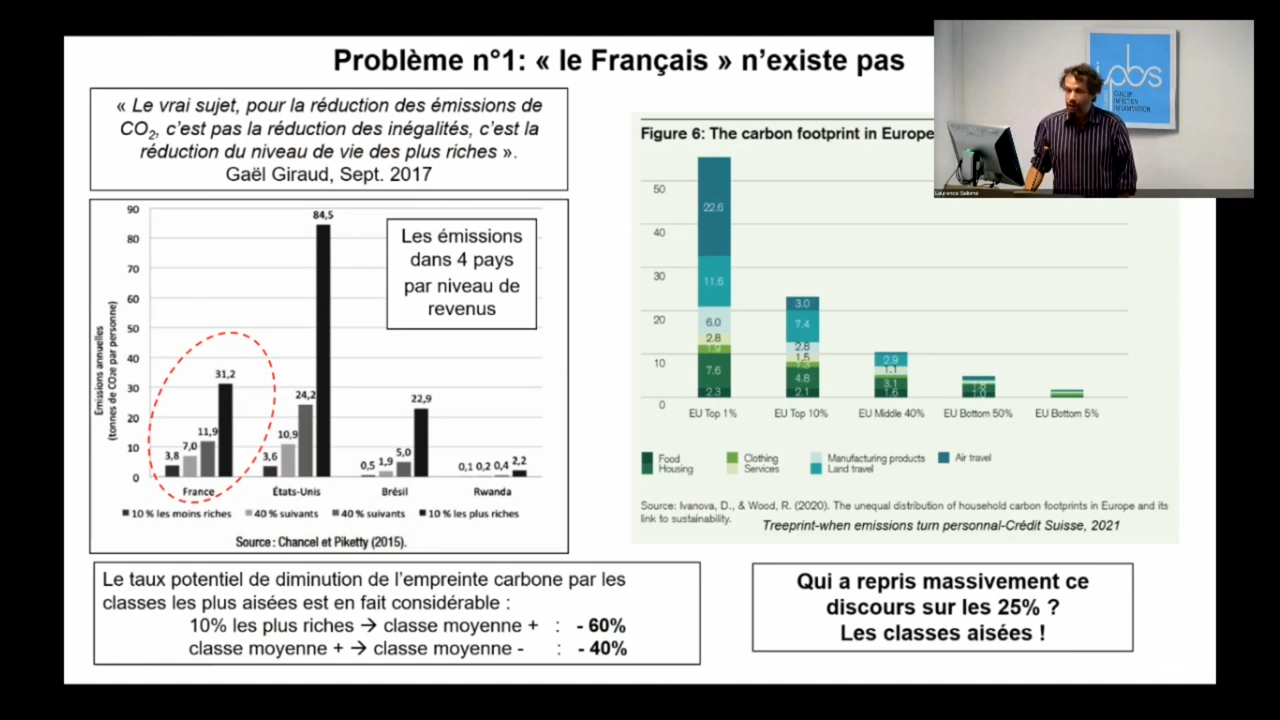 Problème n°1: « le Français » n'existe pas
« Le vrai sujet, pour la réduction des émissions de
CO2, c'est pas la réduction des inégalités, c'est la
réduction du niveau de vie des plus riches ».
Gaël Giraud, Sept. 2017
Les émissions
dans 4 pays
par niveau de
revenus
Emissions annuelles
(tonnes de CO2e par personne)
90
80
70
60
50
40
30
20
10
0
3,8
7,0
11,9
31,2
3,6
10,9
24,2
84,5
0,5
1,9
5,0
22,9
0,1
0,2
0,4
2,2
France
États-Unis
Brésil
Rwanda
10 % les moins riches
40 % suivants
40 % suivants
10 % les plus riches
Source : Chancel et Piketty (2015).
Figure 6: The carbon footprint in Europe
50
40
30
20
10
0
22.6
11.6
6.0
2.8
1.9
7.6
2.3
3.0
7.4
2.8
1.5
1.3
4.8
2.1
2.9
1.1
3.1
1.6
EU Top 1%
EU Top 10%
EU Middle 40%
EU Bottom 50%
EU Bottom 5%
Food
Housing
Clothing
Services
Manufacturing products
Land travel
Air travel
Source: Ivanova, D., & Wood, R. (2020). The unequal distribution of household carbon footprints in Europe and its
link to sustainability.
Treeprint-when emissions turn personnal-Crédit Suisse, 2021
Le taux potentiel de diminution de l'empreinte carbone par les
classes les plus aisées est en fait considérable :
10% les plus riches → classe moyenne + : - 60%
classe moyenne + → classe moyenne - : - 40%
Qui a repris massivement ce
discours sur les 25% ?
Les classes aisées !
ipbs
CANCER
INFECTION
INFLAMMATION
Laurence Salomé